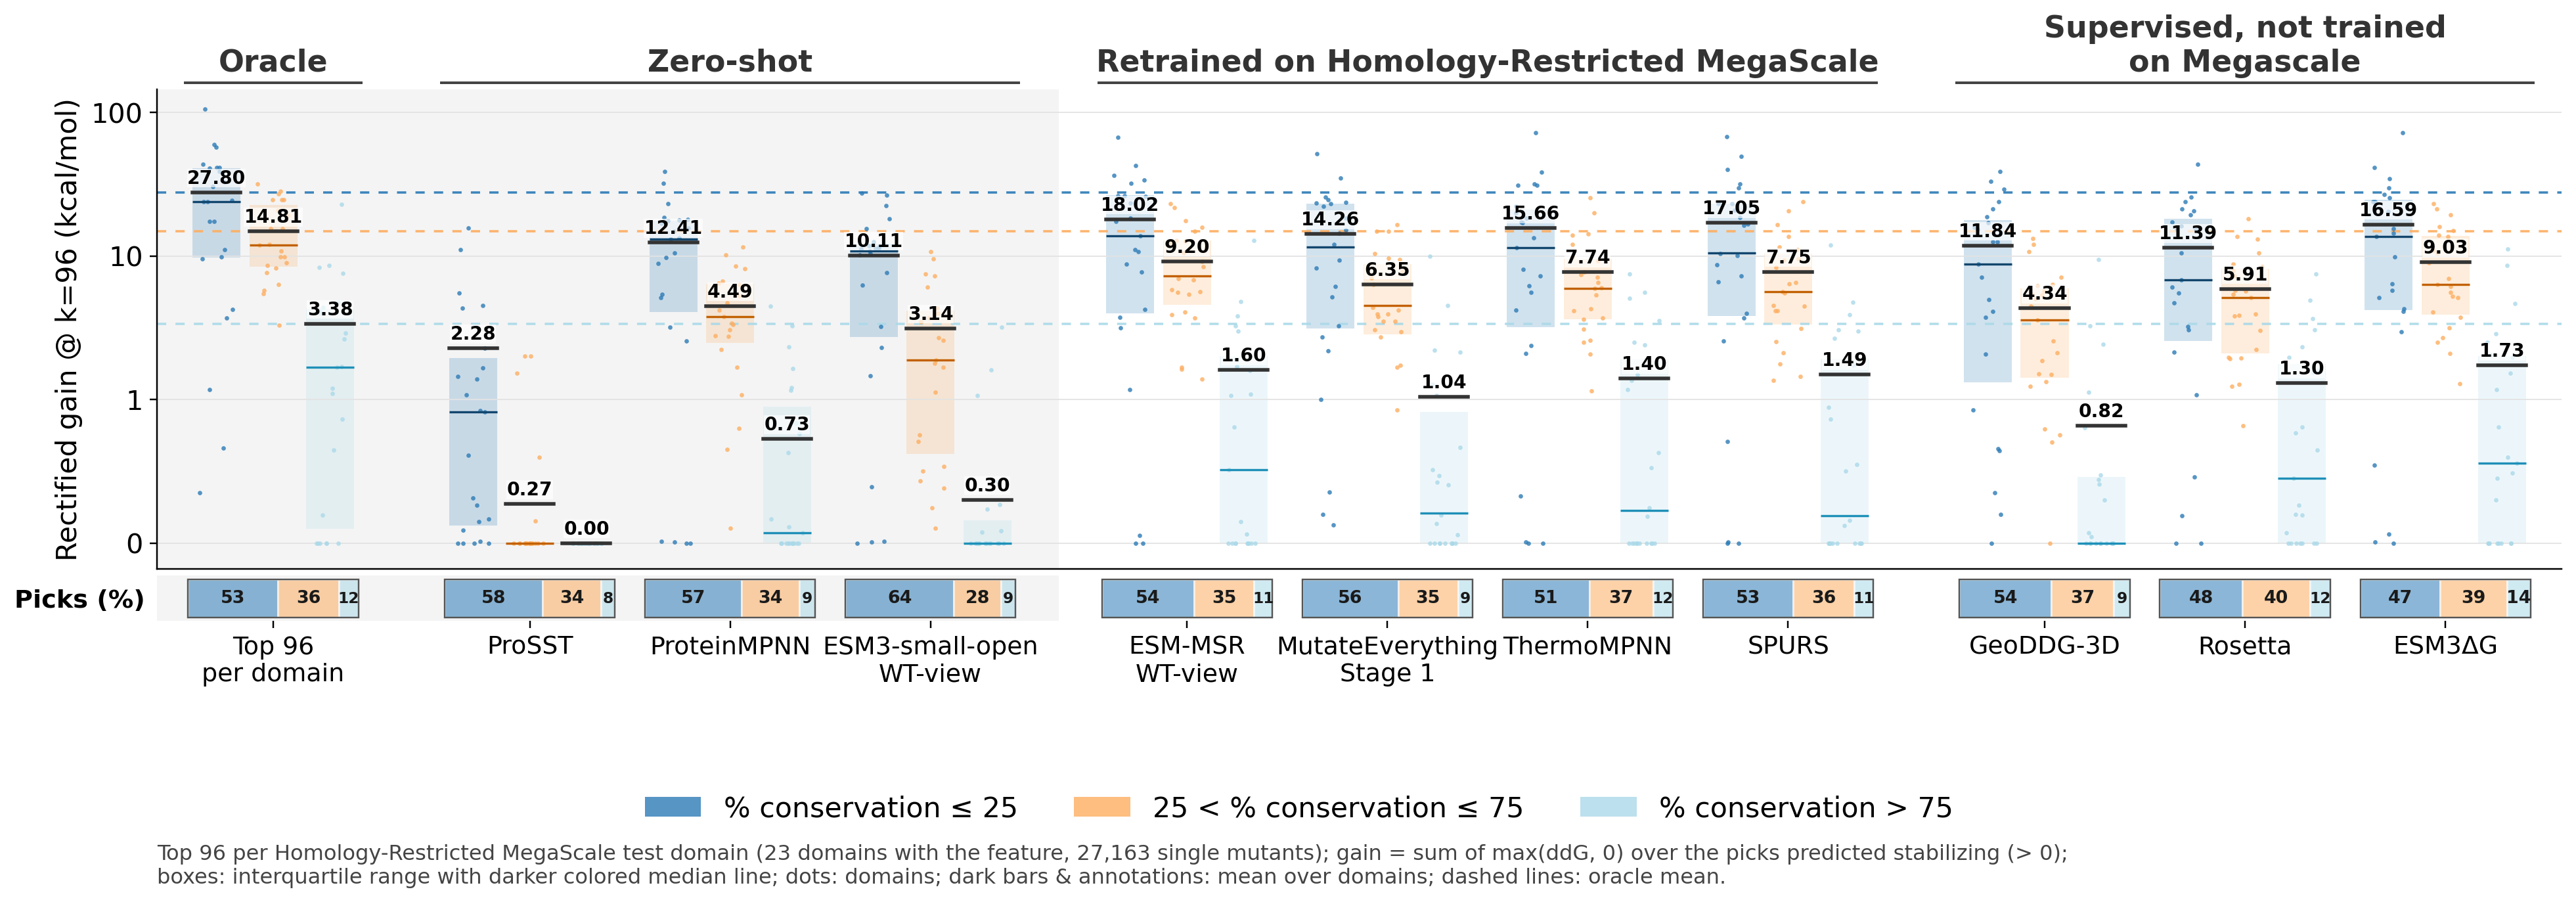 Oracle
Zero-shot
Retrained on Homology-Restricted MegaScale
Supervised, not trained
on Megascale
Rectified gain @ k=96 (kcal/mol)
100
10
1
0
27.80
14.81
3.38
2.28
0.27
0.00
12.41
4.49
0.73
10.11
3.14
0.30
18.02
9.20
1.60
14.26
6.35
1.04
15.66
7.74
1.40
17.05
7.75
1.49
11.84
4.34
0.82
11.39
5.91
1.30
16.59
9.03
1.73
Picks (%)
53 36 12
58 34 8
57 34 9
64 28 9
54 35 11
56 35 9
51 37 12
53 36 11
54 37 9
48 40 12
47 39 14
Top 96
per domain
ProSST
ProteinMPNN
ESM3-small-open
WT-view
ESM-MSR
WT-view
MutateEverything
Stage 1
ThermoMPNN
SPURS
GeoDDG-3D
Rosetta
ESM3ΔG
% conservation ≤ 25
25 < % conservation ≤ 75
% conservation > 75
Top 96 per Homology-Restricted MegaScale test domain (23 domains with the feature, 27,163 single mutants); gain = sum of max(ddG, 0) over the picks predicted stabilizing (> 0);
boxes: interquartile range with darker colored median line; dots: domains; dark bars & annotations: mean over domains; dashed lines: oracle mean.